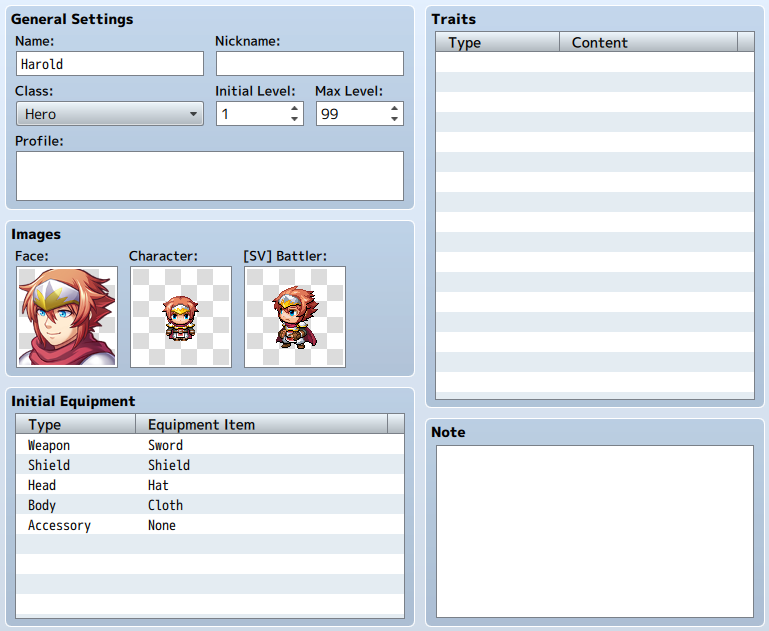 General Settings
Name: Nickname:
Harold
Class: Initial Level: Max Level:
Hero 1 99
Profile:
Images
Face: Character: [SV] Battler:
Initial Equipment
Type Equipment Item
Weapon Sword
Shield Shield
Head Hat
Body Cloth
Accessory None
Traits
Type Content
Note